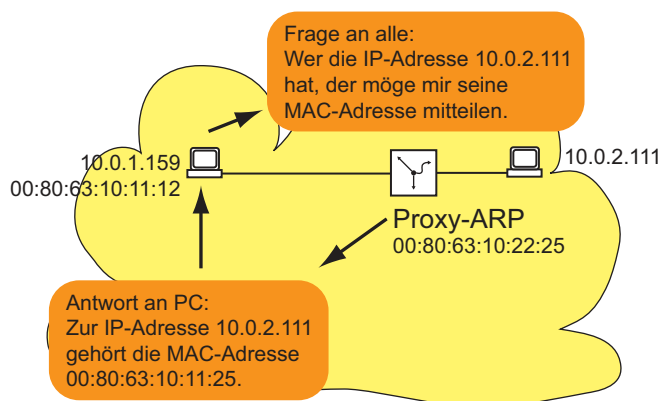 Frage an alle:
Wer die IP-Adresse 10.0.2.111
hat, der möge mir seine
MAC-Adresse mitteilen.
10.0.1.159
00:80:63:10:11:12
10.0.2.111
Proxy-ARP
00:80:63:10:22:25
Antwort an PC:
Zur IP-Adresse 10.0.2.111
gehört die MAC-Adresse
00:80:63:10:11:25.